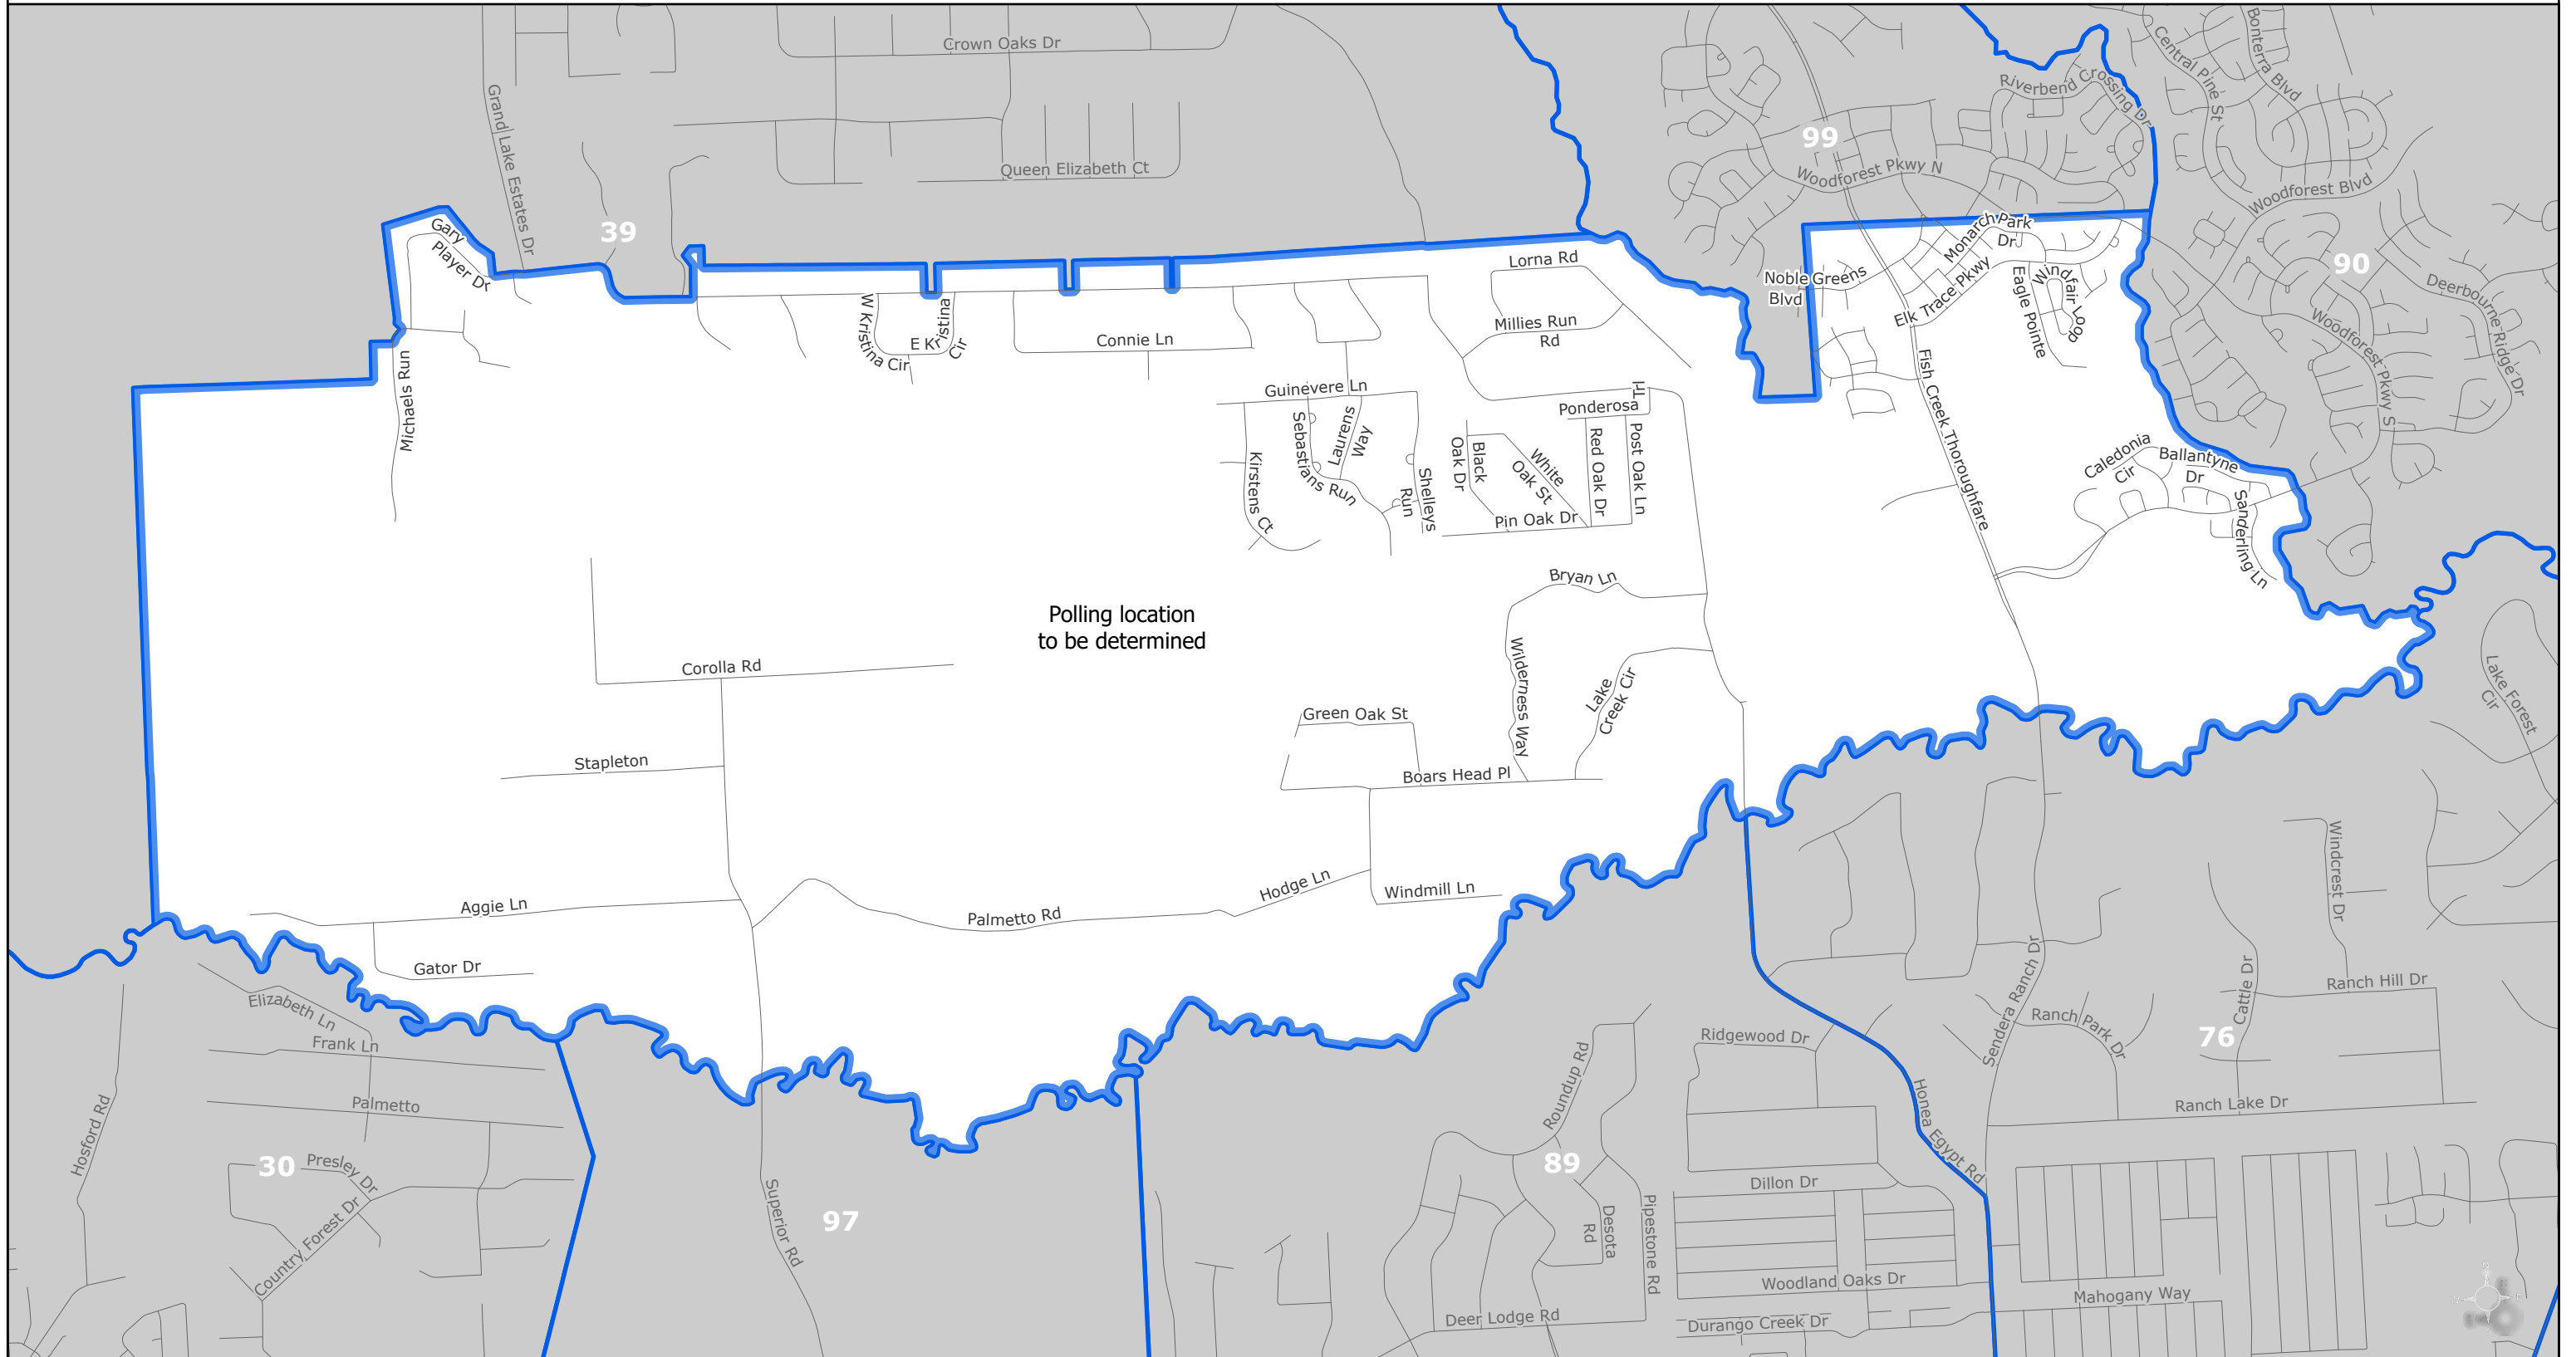 Crown Oaks Dr
Grand Lake Estates Dr
Queen Elizabeth Ct
39
99
Woodforest Pkwy N
Riverbend Crossing Dr
Central Pine St
Bonterra Blvd
Woodforest Blvd
90
Deerbourne Ridge Dr
Woodforest Pkwy S
Gary
Player Dr
Michaels Run
W Kristina Cir
E Kristina
Cir
Connie Ln
Lorna Rd
Millies Run
Rd
Noble Greens
Blvd
Monarch Park
Dr
Elk Trace Pkwy
Eagle Pointe
Windfair Lo
op
Fish Creek Thoroughfare
Guinevere Ln
Sebastians Run
Laurens
Way
Kirstens Ct
Shelleys
Run
Ponderosa
Trl
Black
Oak Dr
White
Oak St
Red Oak Dr
Post Oak Ln
Pin Oak Dr
Caledonia
Cir
Ballantyne
Dr
Sanderling Ln
Bryan Ln
Polling location
to be determined
Wilderness Way
Lake
Creek Cir
Corolla Rd
Green Oak St
Stapleton
Boars Head Pl
Lake Forest
Cir
Aggie Ln
Palmetto Rd
Hodge Ln
Windmill Ln
Gator Dr
Elizabeth Ln
Frank Ln
Palmetto
Hosford Rd
30
Presley Dr
Country Forest Dr
Superior Rd
97
Roundup Rd
89
Ridgewood Dr
Dillon Dr
Desota
Rd
Pipestone Rd
Woodland Oaks Dr
Deer Lodge Rd
Durango Creek Dr
Honea Egypt Rd
Sendera Ranch Dr
Ranch Park Dr
Cattle Dr
76
Windcrest Dr
Ranch Hill Dr
Ranch Lake Dr
Mahogany Way